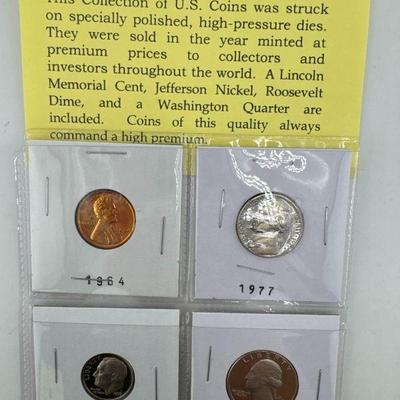 This Collection of U.S. Coins was struck
on specially polished, high-pressure dies.
They were sold in the year minted at
premium prices to collectors and
investors throughout the world. A Lincoln
Memorial Cent, Jefferson Nickel, Roosevelt
Dime, and a Washington Quarter are
included. Coins of this quality always
command a high premium.
1964
1977
LIBERTY
LIBERTY